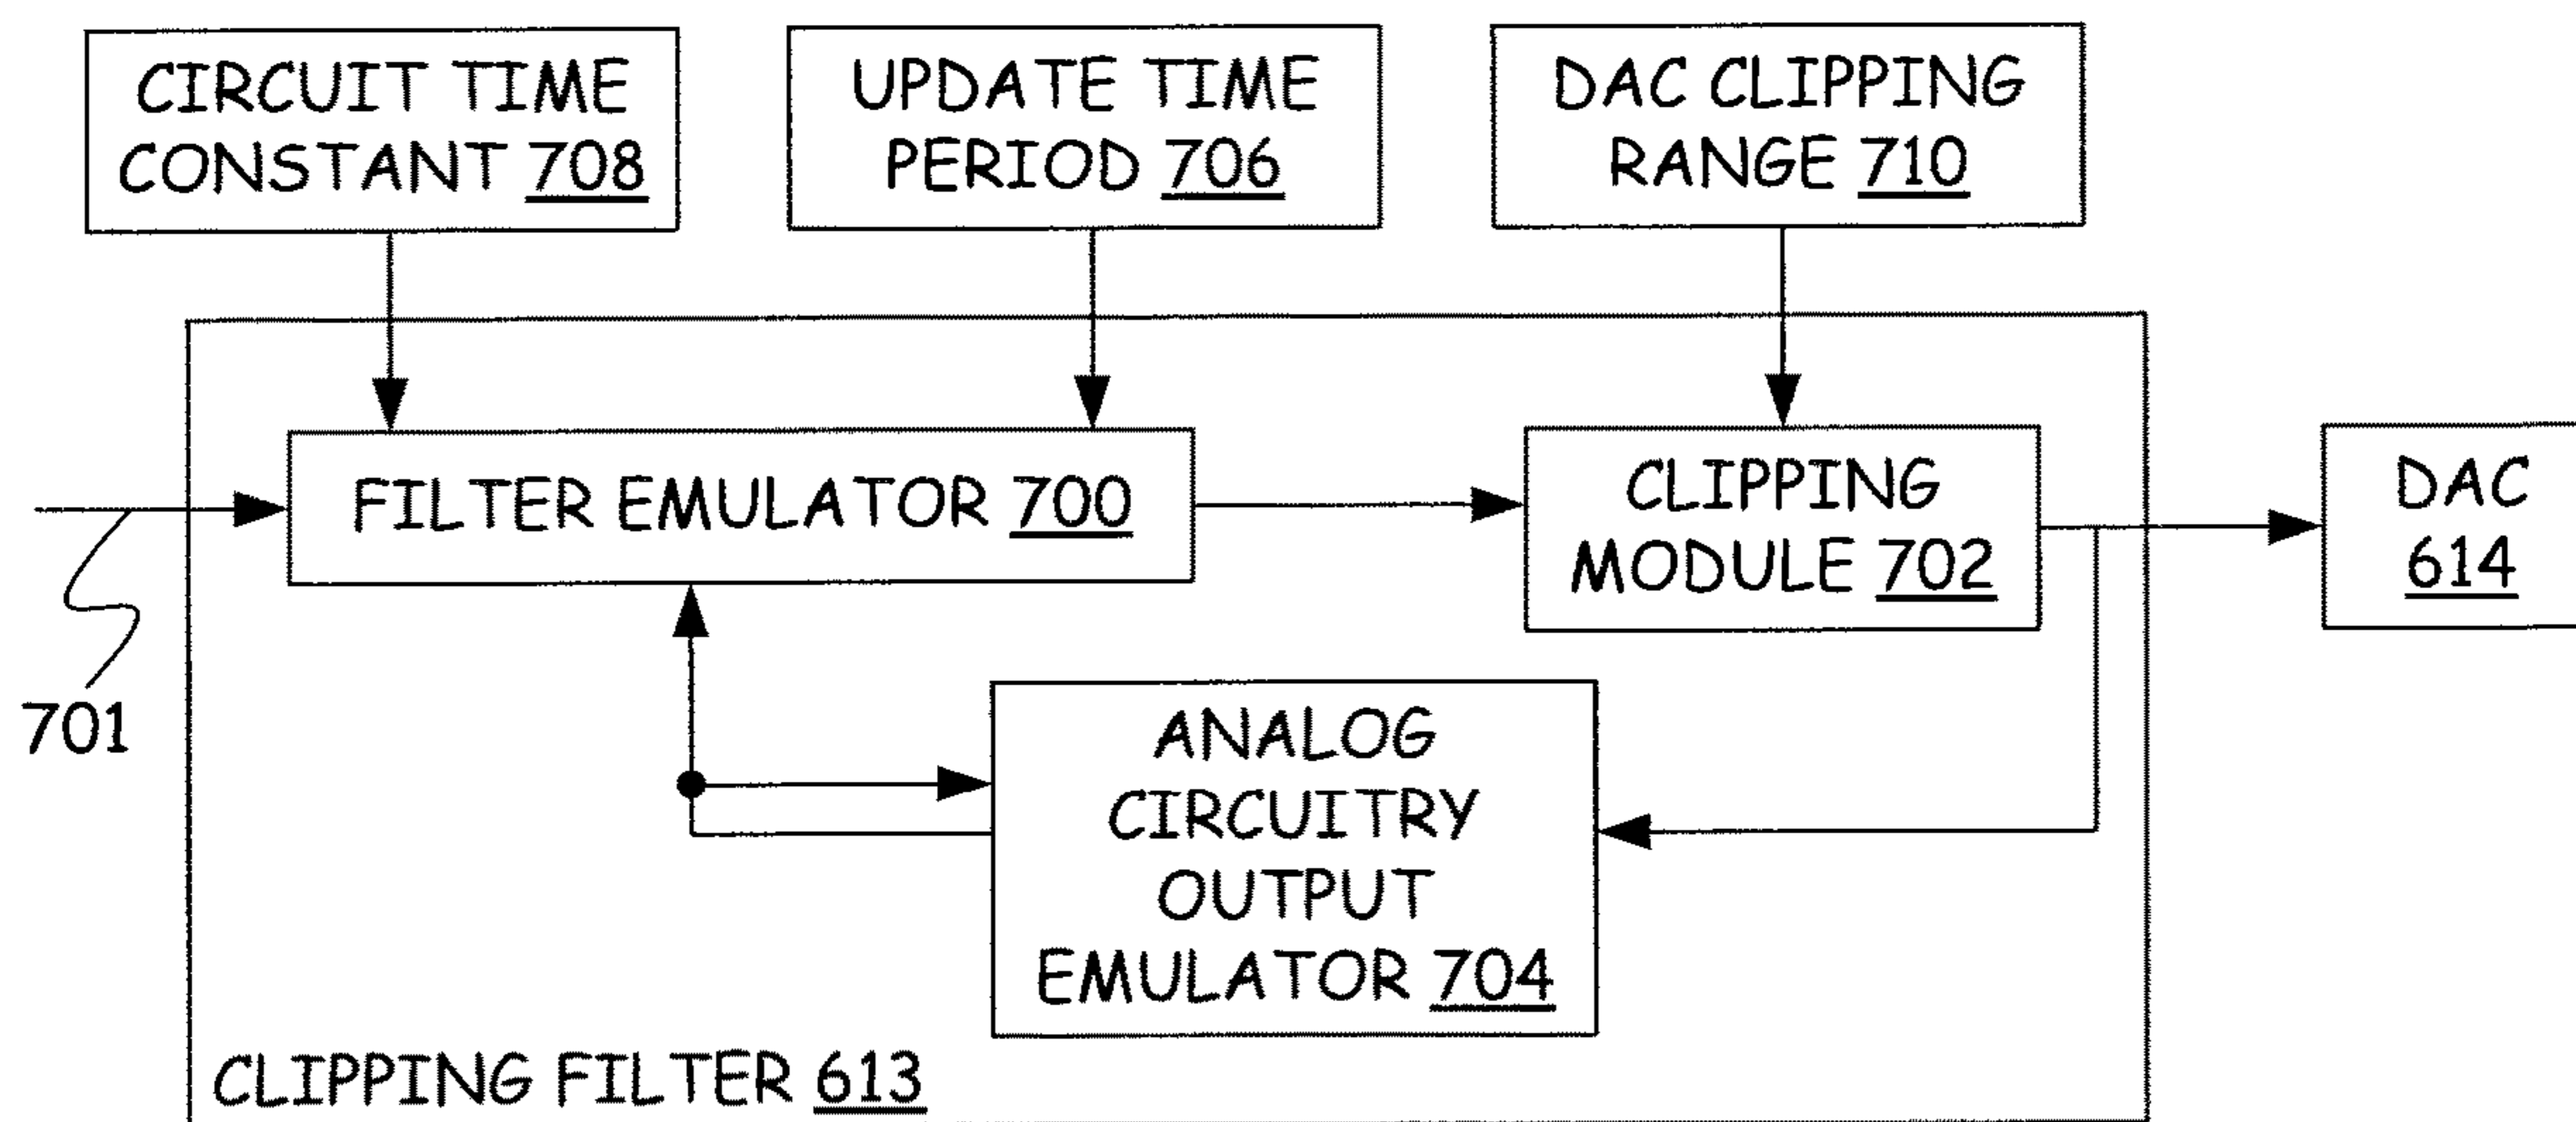 CIRCUIT TIME
CONSTANT 708
UPDATE TIME
PERIOD 706
DAC CLIPPING
RANGE 710
FILTER EMULATOR 700
CLIPPING
MODULE 702
DAC
614
701
ANALOG
CIRCUITRY
OUTPUT
EMULATOR 704
CLIPPING FILTER 613